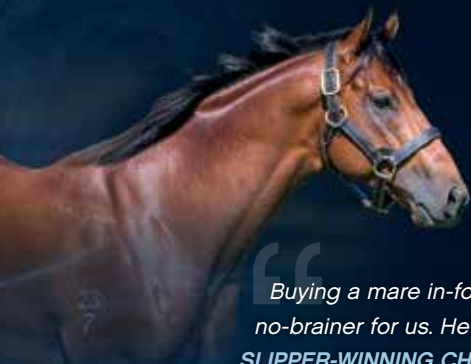 “
Buying a mare in-fo
no-brainer for us. He
SLIPPER-WINNING CH